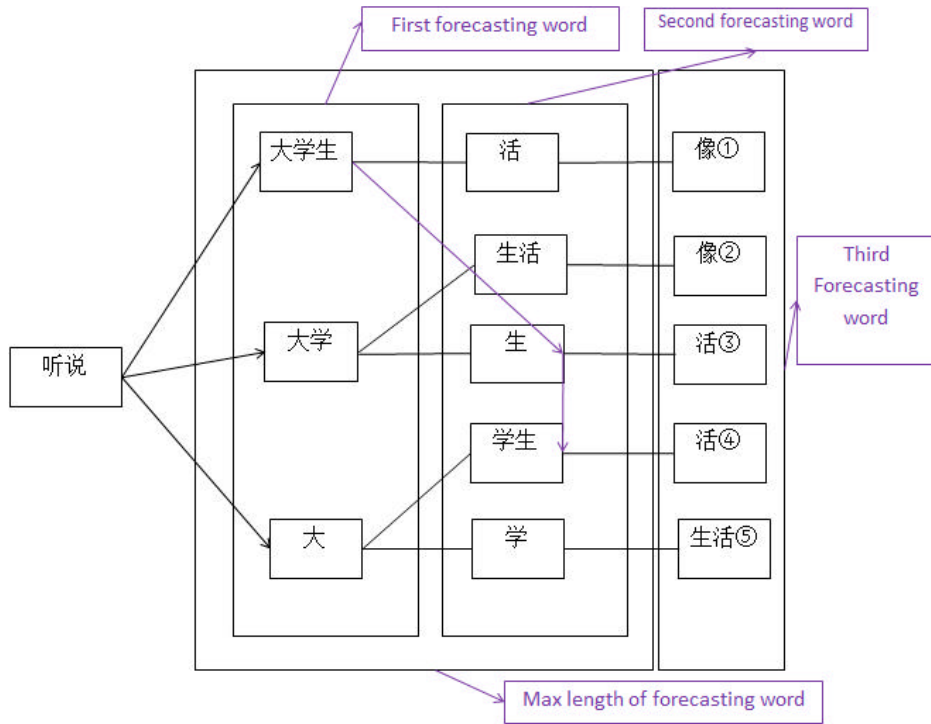 First forecasting word
Second forecasting word
大学生
活
像①
生活
像②
Third
Forecasting
word
大学
生
活③
听说
学生
活④
大
学
生活⑤
Max length of forecasting word